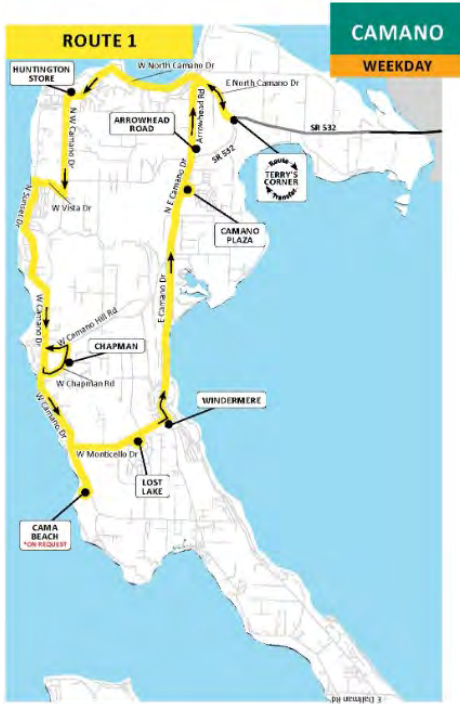 ROUTE 1
CAMANO
WEEKDAY
W North Camano Dr
HUNTINGTON
STORE
E North Camano Dr
N W Camano Dr
ARROWHEAD
ROAD
Arrowhead Rd
SR 532
SR 532
Route
TERRY'S
CORNER
Transfer
N Sunset Dr
W Vista Dr
N E Camano Dr
CAMANO
PLAZA
E Camano Dr
W Camano Dr
W Camano Hill Rd
CHAPMAN
W Chapman Rd
W Camano Dr
WINDERMERE
W Monticello Dr
LOST
LAKE
CAMA
BEACH
*ON REQUEST
E Dallman Rd